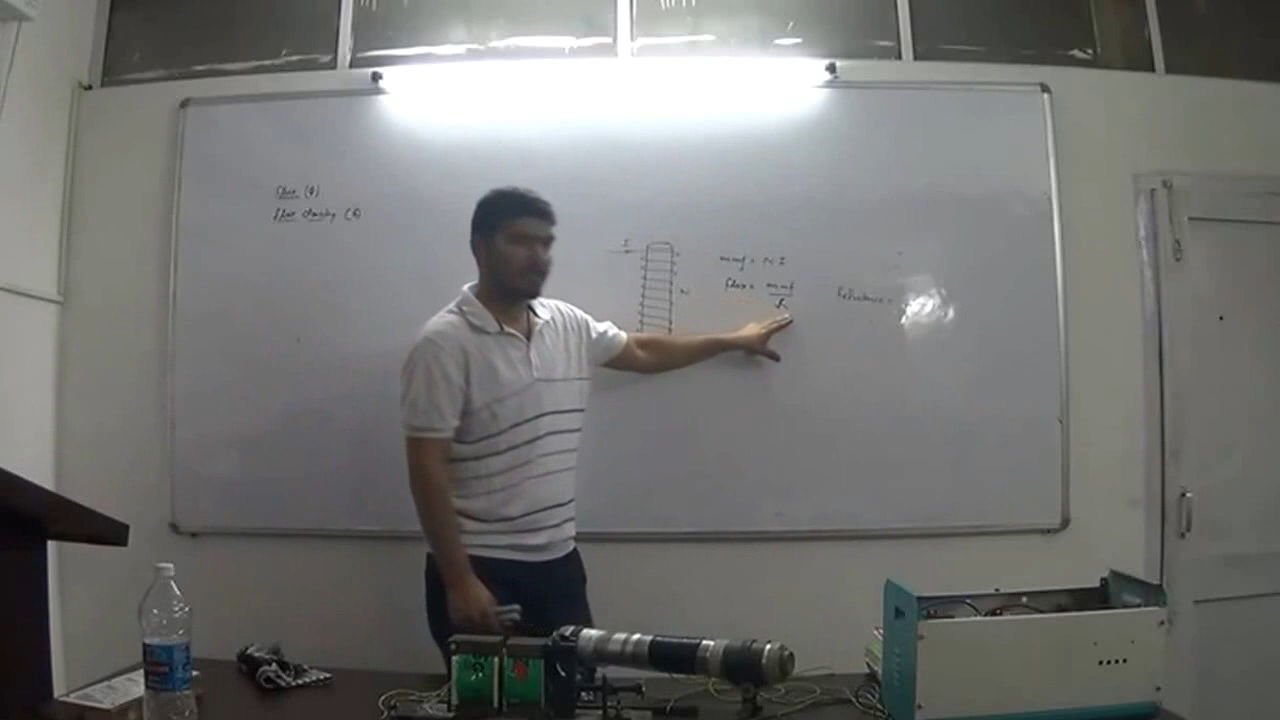 Flux (φ)
Flux density (B)
I
N
mmf = NI
flux = mmf
R
Reluctance =